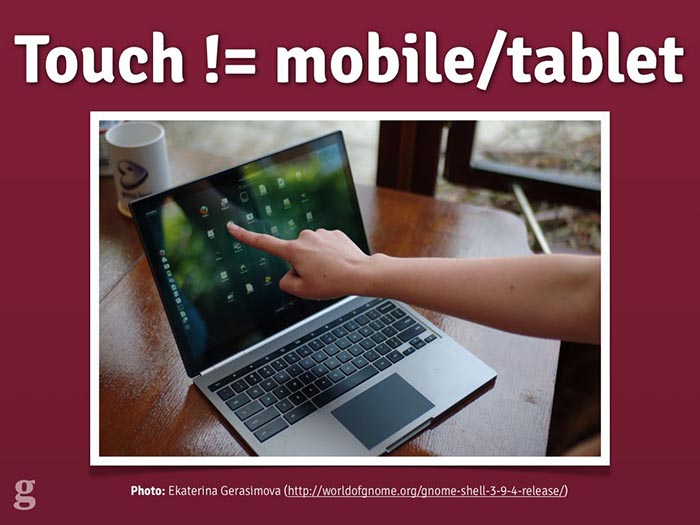 Touch != mobile/tablet
Photo: Ekaterina Gerasimova (http://worldofgnome.org/gnome-shell-3-9-4-release/)
g